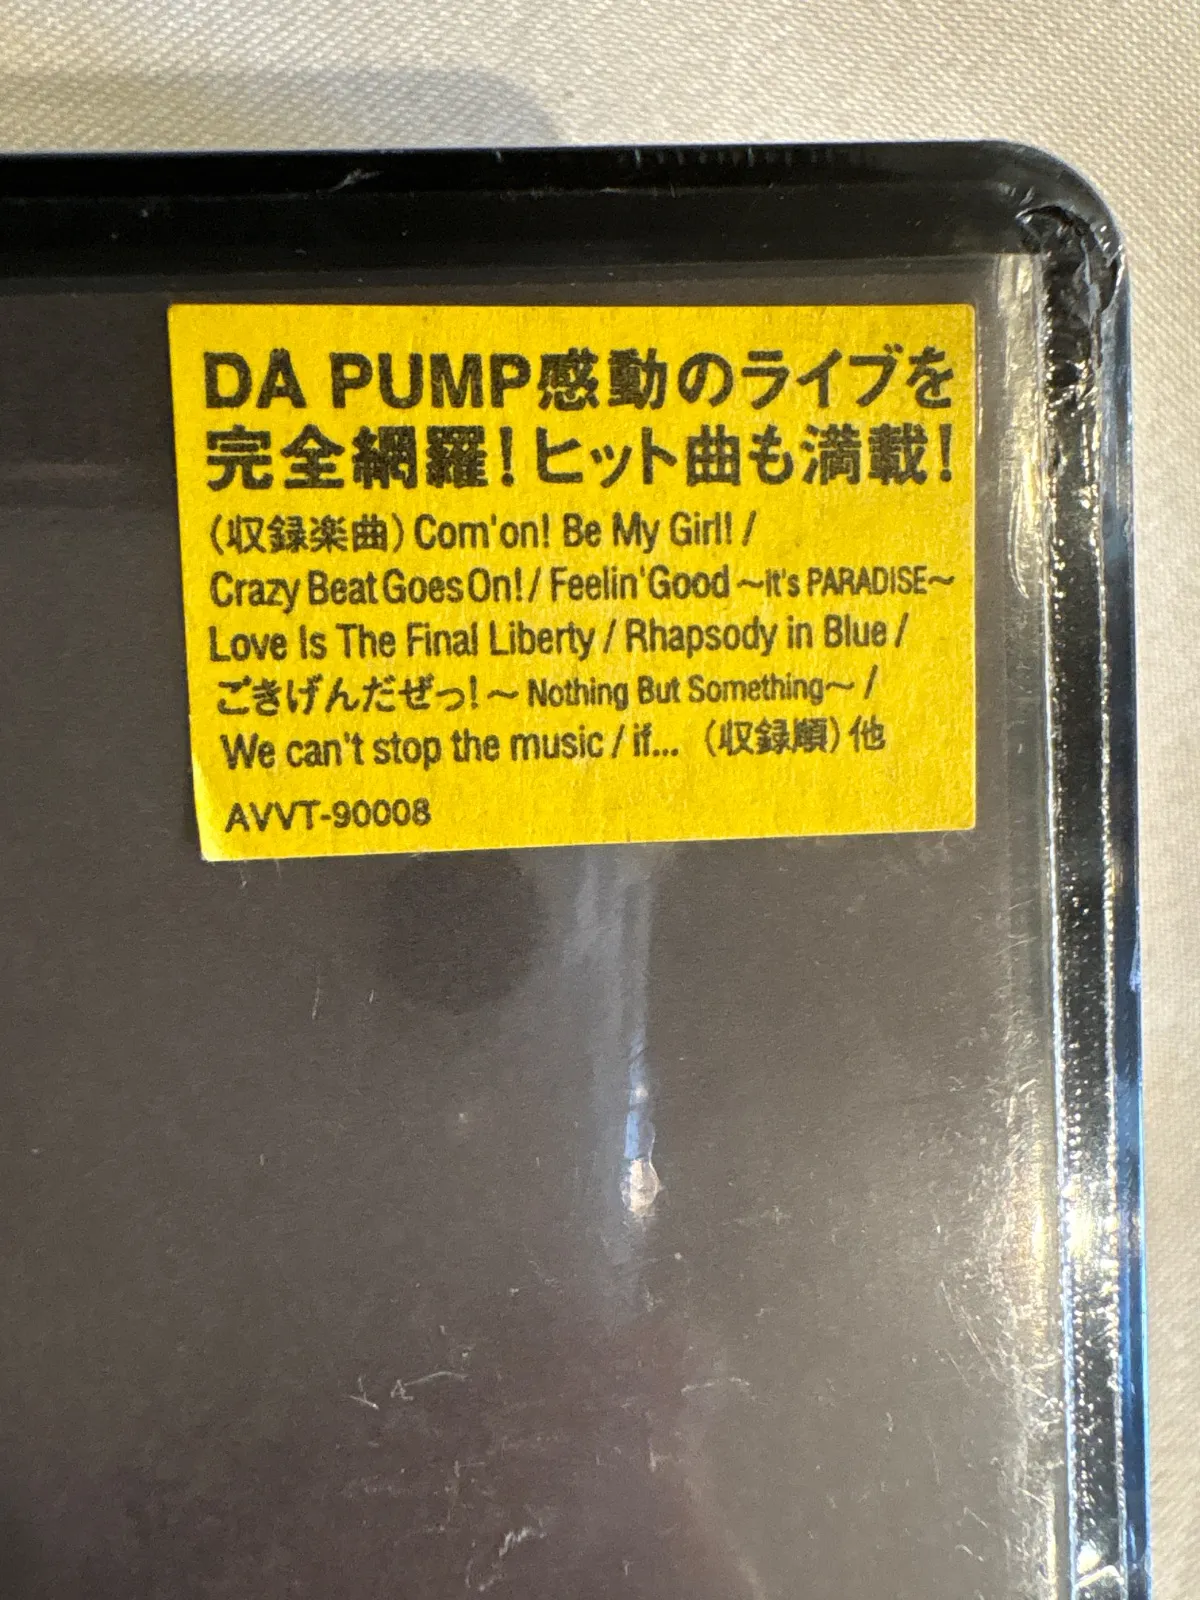 DA PUMP感動のライブを
完全網羅！ヒット曲も満載！
（収録楽曲）Com'on! Be My Girl! /
Crazy Beat Goes On! / Feelin'Good ～It's PARADISE～
Love Is The Final Liberty / Rhapsody in Blue /
ごきげんだぜっ!～ Nothing But Something～ /
We can't stop the music / if... （収録順）他
AVVT-90008